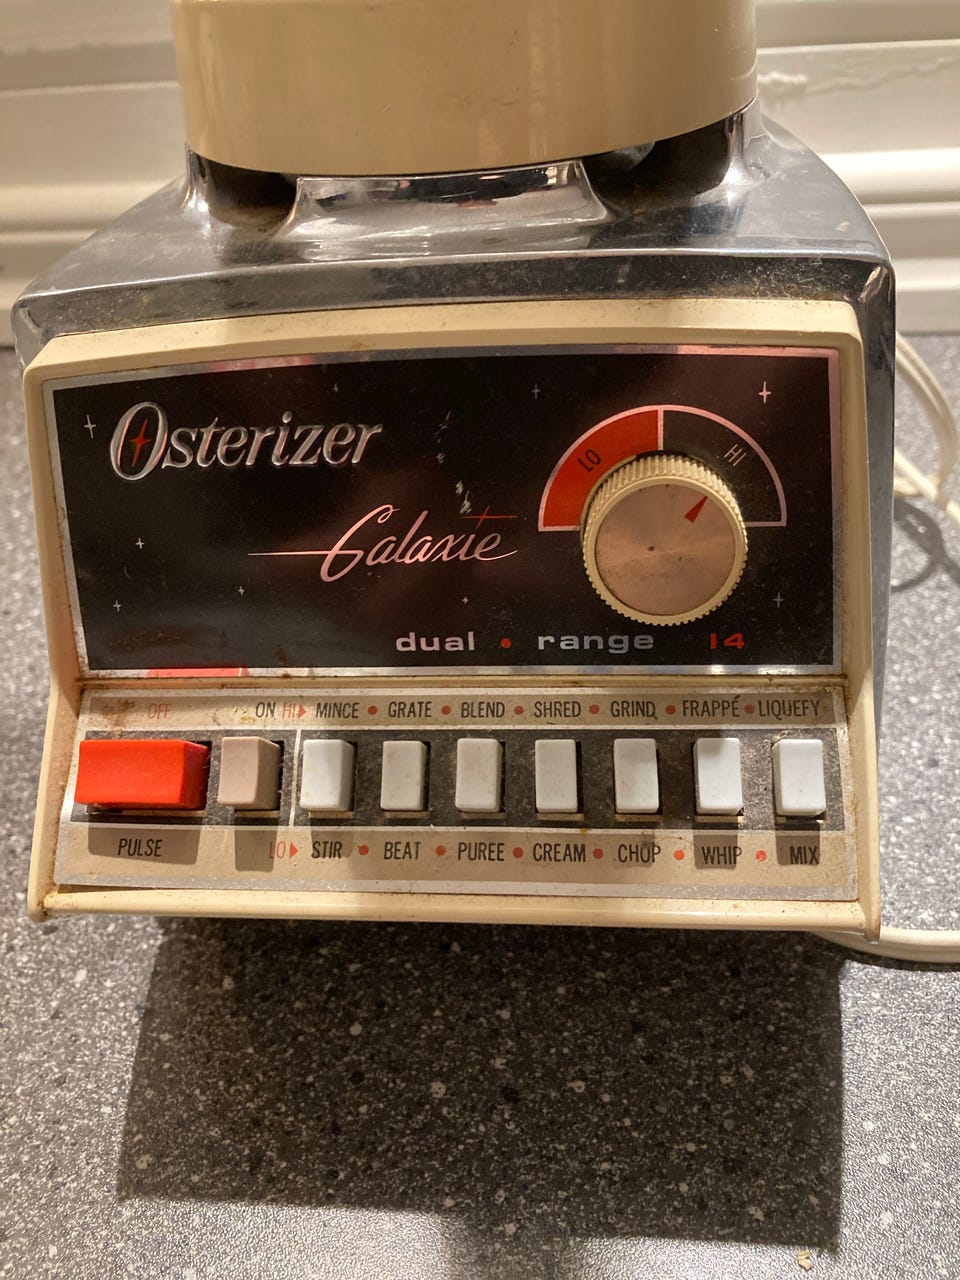 Osterizer
LO HI
Galaxie
dual • range 14
OFF ON HI MINCE • GRATE • BLEND • SHRED • GRIND • FRAPPÉ • LIQUEFY
PULSE LO STIR • BEAT • PUREE • CREAM • CHOP • WHIP • MIX